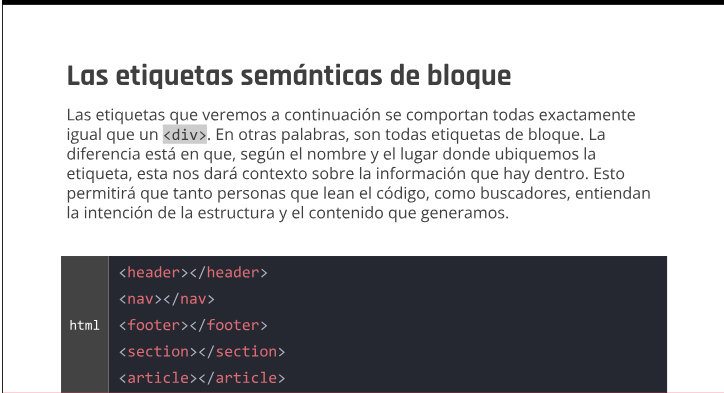 Las etiquetas semánticas de bloque
Las etiquetas que veremos a continuación se comportan todas exactamente
igual que un <div>. En otras palabras, son todas etiquetas de bloque. La
diferencia está en que, según el nombre y el lugar donde ubiquemos la
etiqueta, esta nos dará contexto sobre la información que hay dentro. Esto
permitirá que tanto personas que lean el código, como buscadores, entiendan
la intención de la estructura y el contenido que generamos.
<header></header>
<nav></nav>
html <footer></footer>
<section></section>
<article></article>